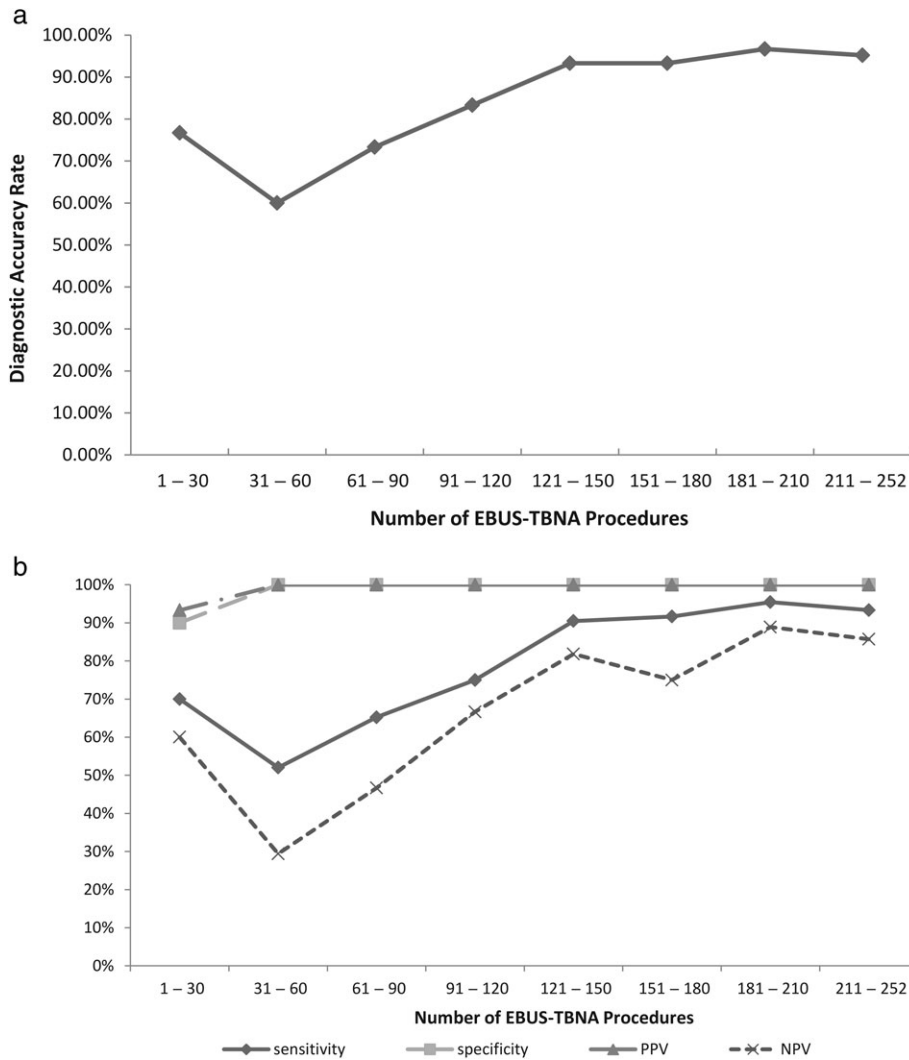 a
100.00%
90.00%
80.00%
70.00%
60.00%
50.00%
40.00%
30.00%
20.00%
10.00%
0.00%
Diagnostic Accuracy Rate
1 – 30 31 – 60 61 – 90 91 – 120 121 – 150 151 – 180 181 – 210 211 – 252
Number of EBUS-TBNA Procedures
b
100%
90%
80%
70%
60%
50%
40%
30%
20%
10%
0%
1 – 30 31 – 60 61 – 90 91 – 120 121 – 150 151 – 180 181 – 210 211 – 252
Number of EBUS-TBNA Procedures
sensitivity specificity PPV NPV